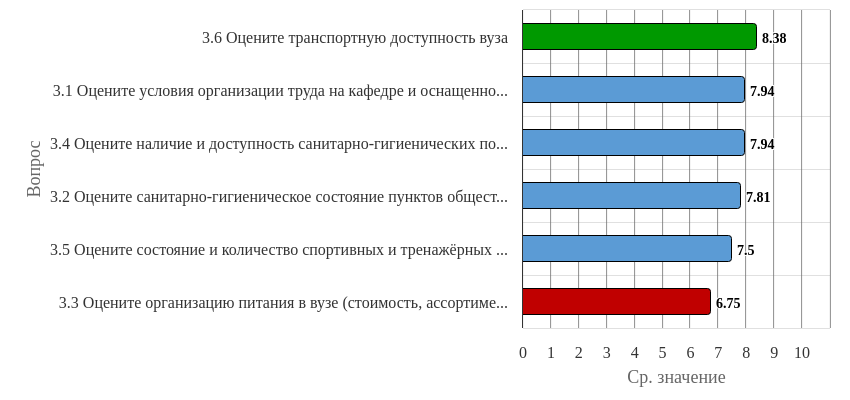 3.6 Оцените транспортную доступность вуза
8.38
3.1 Оцените условия организации труда на кафедре и оснащенно...
7.94
3.4 Оцените наличие и доступность санитарно-гигиенических по...
7.94
3.2 Оцените санитарно-гигиеническое состояние пунктов общест...
7.81
3.5 Оцените состояние и количество спортивных и тренажёрных ...
7.5
3.3 Оцените организацию питания в вузе (стоимость, ассортиме...
6.75
Вопрос
0 1 2 3 4 5 6 7 8 9 10
Ср. значение